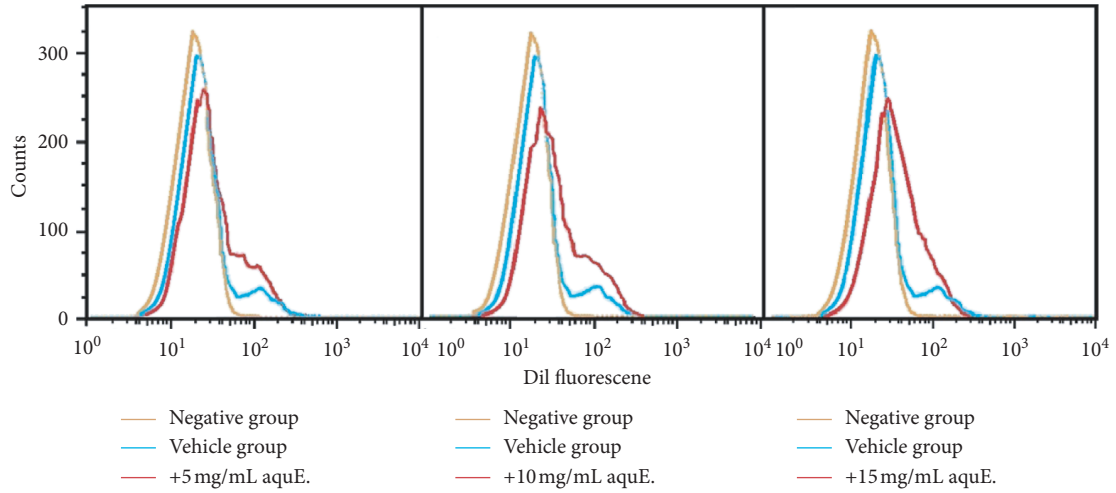 Counts
300
200
100
0
10^0
10^1
10^2
10^3
10^4
10^0
10^1
10^2
10^3
10^4
10^0
10^1
10^2
10^3
10^4
Dil fluorescene
Negative group
Vehicle group
+5 mg/mL aquE.
Negative group
Vehicle group
+10 mg/mL aquE.
Negative group
Vehicle group
+15 mg/mL aquE.